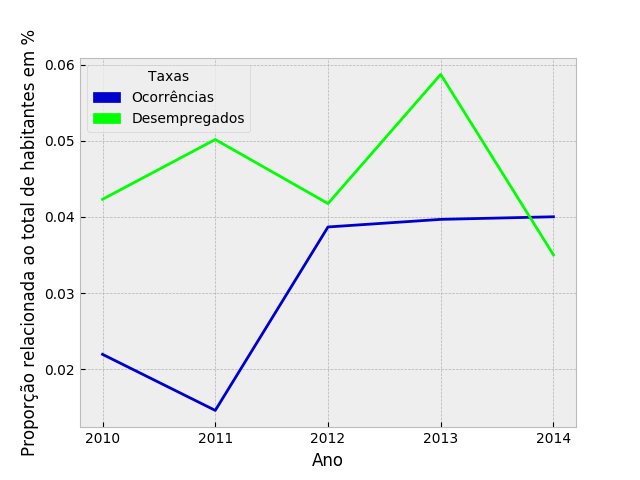 Proporção relacionada ao total de habitantes em %
0.06
0.05
0.04
0.03
0.02
Taxas
Ocorrências
Desempregados
2010 2011 2012 2013 2014
Ano